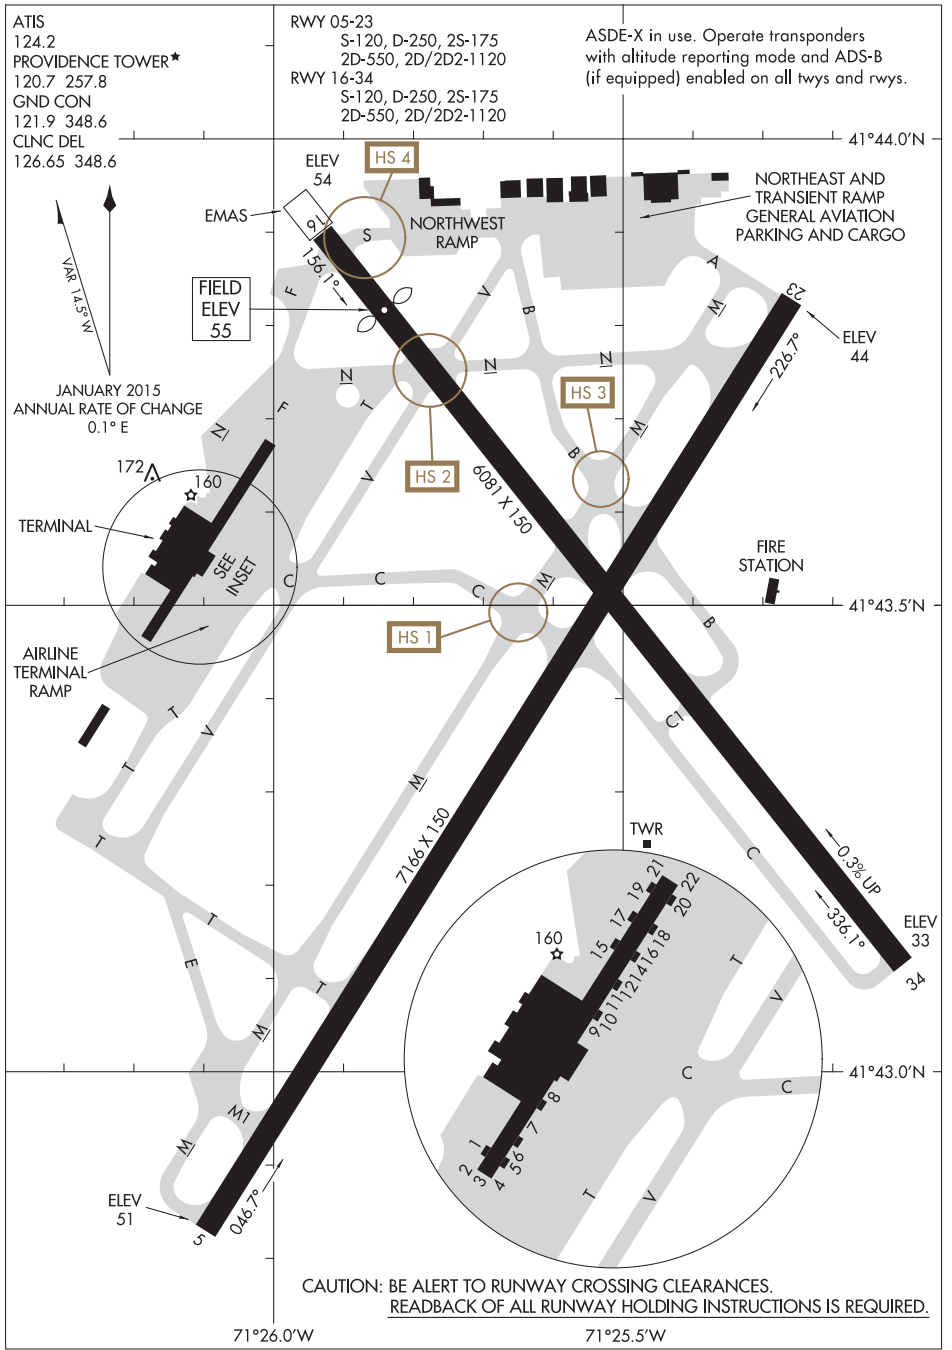 ATIS
124.2
PROVIDENCE TOWER★
120.7 257.8
GND CON
121.9 348.6
CLNC DEL
126.65 348.6
RWY 05-23
S-120, D-250, 2S-175
2D-550, 2D/2D2-1120
RWY 16-34
S-120, D-250, 2S-175
2D-550, 2D/2D2-1120
ASDE-X in use. Operate transponders
with altitude reporting mode and ADS-B
(if equipped) enabled on all twys and rwys.
41°44.0'N
VAR 14.5° W
JANUARY 2015
ANNUAL RATE OF CHANGE
0.1° E
ELEV
54
HS 4
EMAS
16
S
156.1°
NORTHWEST
RAMP
NORTHEAST AND
TRANSIENT RAMP
GENERAL AVIATION
PARKING AND CARGO
FIELD
ELEV
55
F
V
B
A
M
23
ELEV
44
226.7°
N
N
N
F
T
N
V
HS 2
HS 3
B
M
6081 X 150
172
160
TERMINAL
SEE
INSET
C
C
C
M
FIRE
STATION
B
41°43.5'N
HS 1
AIRLINE
TERMINAL
RAMP
T
V
T
C1
M
7166 X 150
T
T
E
T
M
C
0.3% UP
336.1°
ELEV
33
34
TWR
160
1
2
3
4
5
6
7
8
9
10
11
12
14
15
16
17
18
19
20
21
22
T
V
C
C
T
V
41°43.0'N
M1
M
ELEV
51
5
046.7°
CAUTION: BE ALERT TO RUNWAY CROSSING CLEARANCES.
READBACK OF ALL RUNWAY HOLDING INSTRUCTIONS IS REQUIRED.
71°26.0'W
71°25.5'W